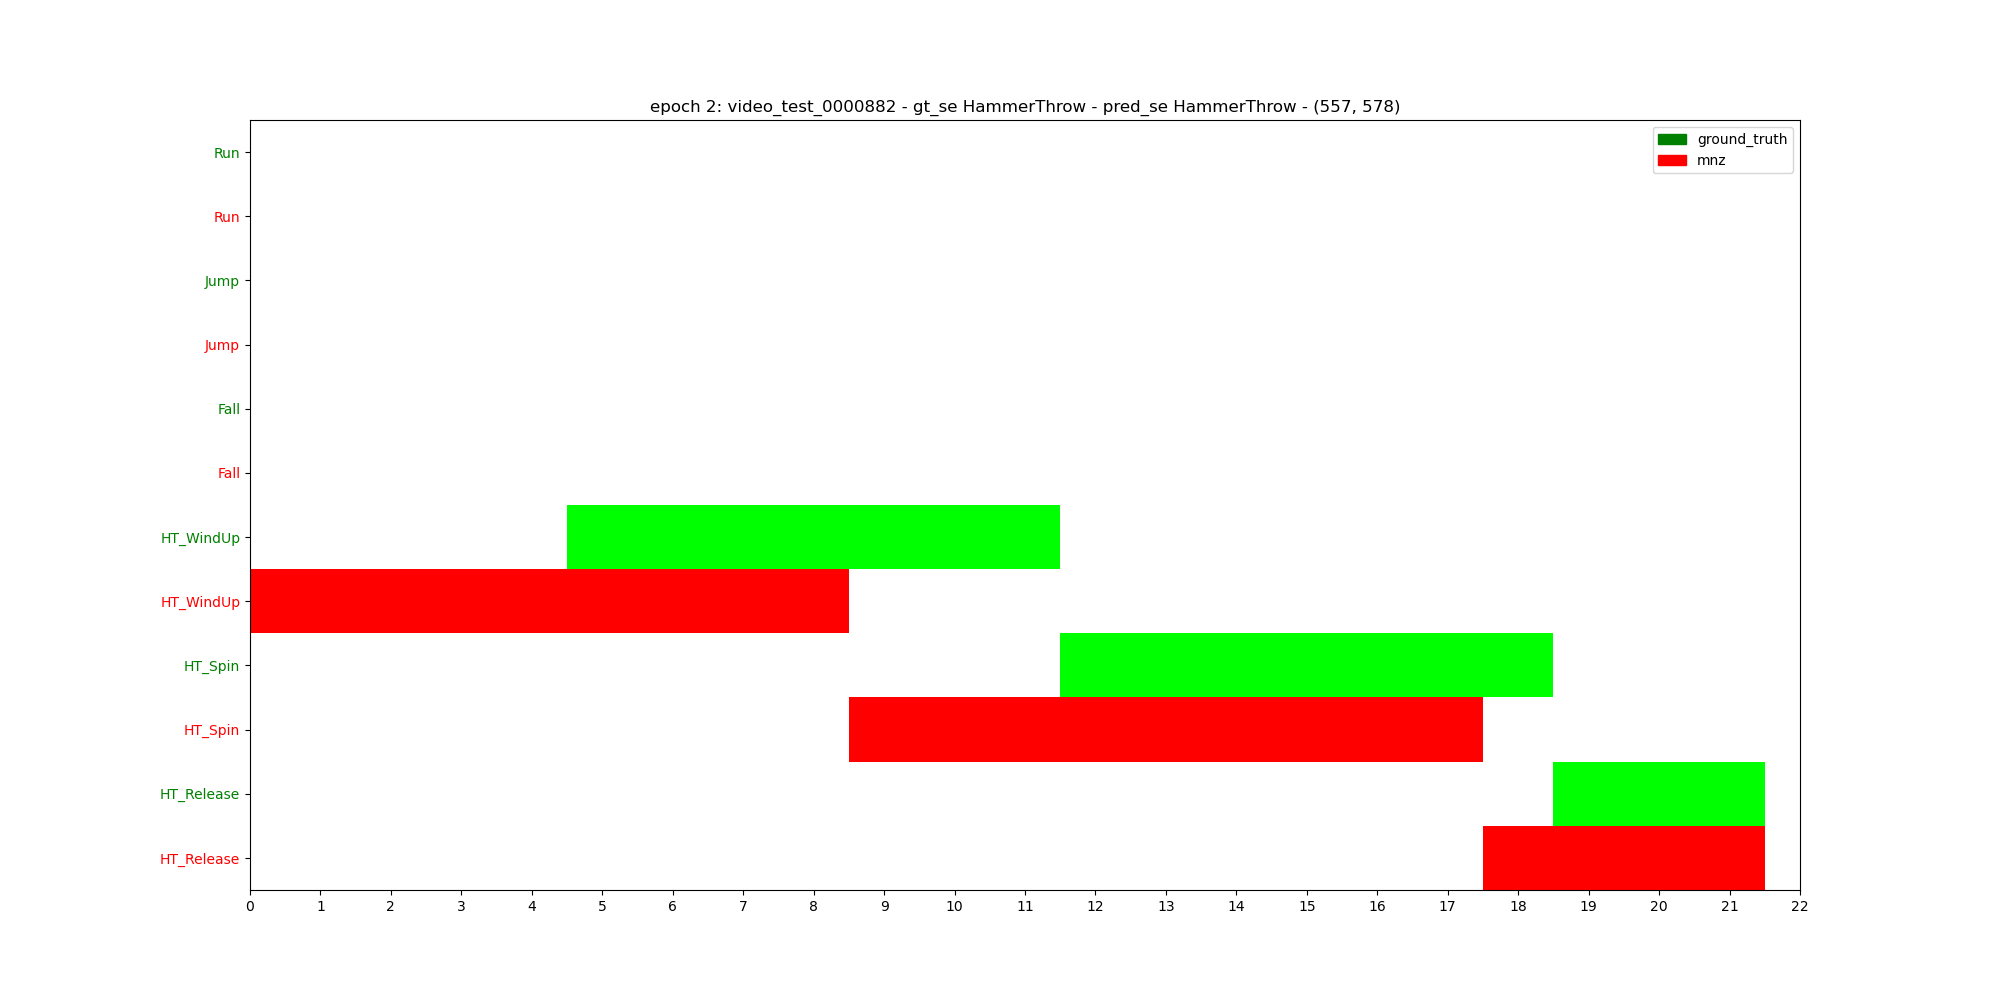 epoch 2: video_test_0000882 - gt_se HammerThrow - pred_se HammerThrow - (557, 578)
ground_truth
mnz
Run
Run
Jump
Jump
Fall
Fall
HT_WindUp
HT_WindUp
HT_Spin
HT_Spin
HT_Release
HT_Release
0 1 2 3 4 5 6 7 8 9 10 11 12 13 14 15 16 17 18 19 20 21 22